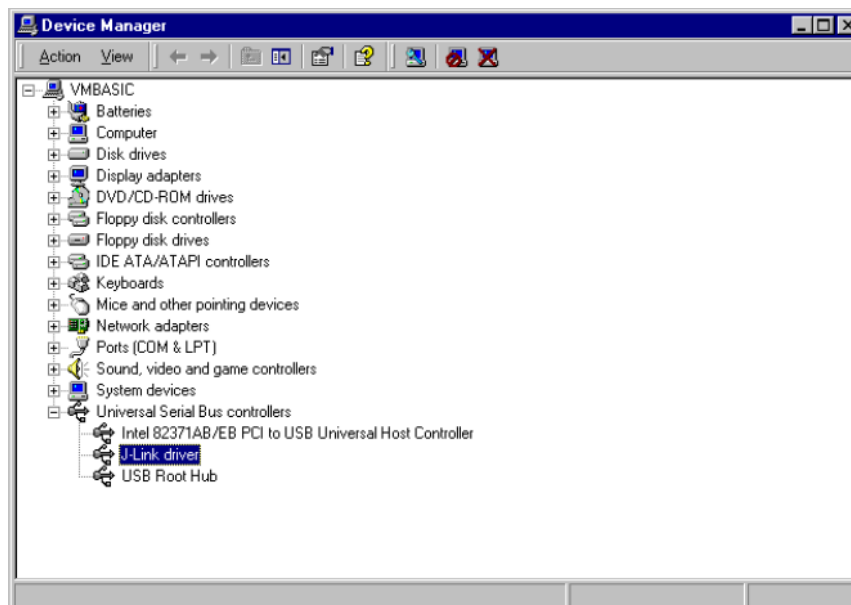 Device Manager
Action View
VMBASIC
Batteries
Computer
Disk drives
Display adapters
DVD/CD-ROM drives
Floppy disk controllers
Floppy disk drives
IDE ATA/ATAPI controllers
Keyboards
Mice and other pointing devices
Network adapters
Ports (COM & LPT)
Sound, video and game controllers
System devices
Universal Serial Bus controllers
Intel 82371AB/EB PCI to USB Universal Host Controller
J-Link driver
USB Root Hub